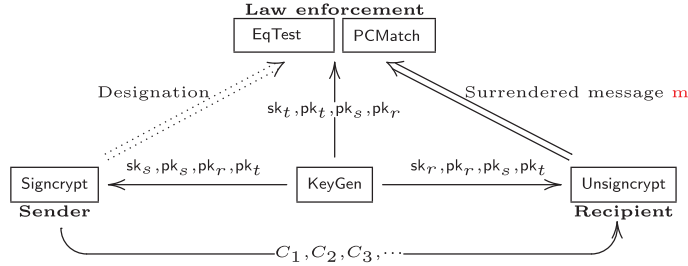 Law enforcement
EqTest PCMatch
Designation Surrendered message m
sk_t,pk_t,pk_s,pk_r
sk_s,pk_s,pk_r,pk_t sk_r,pk_r,pk_s,pk_t
Signcrypt KeyGen Unsigncrypt
Sender Recipient
C_1,C_2,C_3,⋯